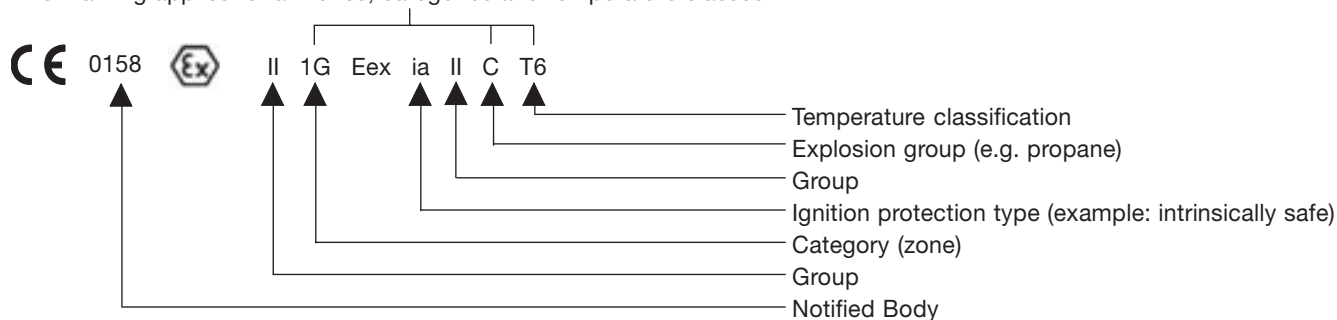 CE 0158 Ex II 1G Eex ia II C T6
Temperature classification
Explosion group (e.g. propane)
Group
Ignition protection type (example: intrinsically safe)
Category (zone)
Group
Notified Body